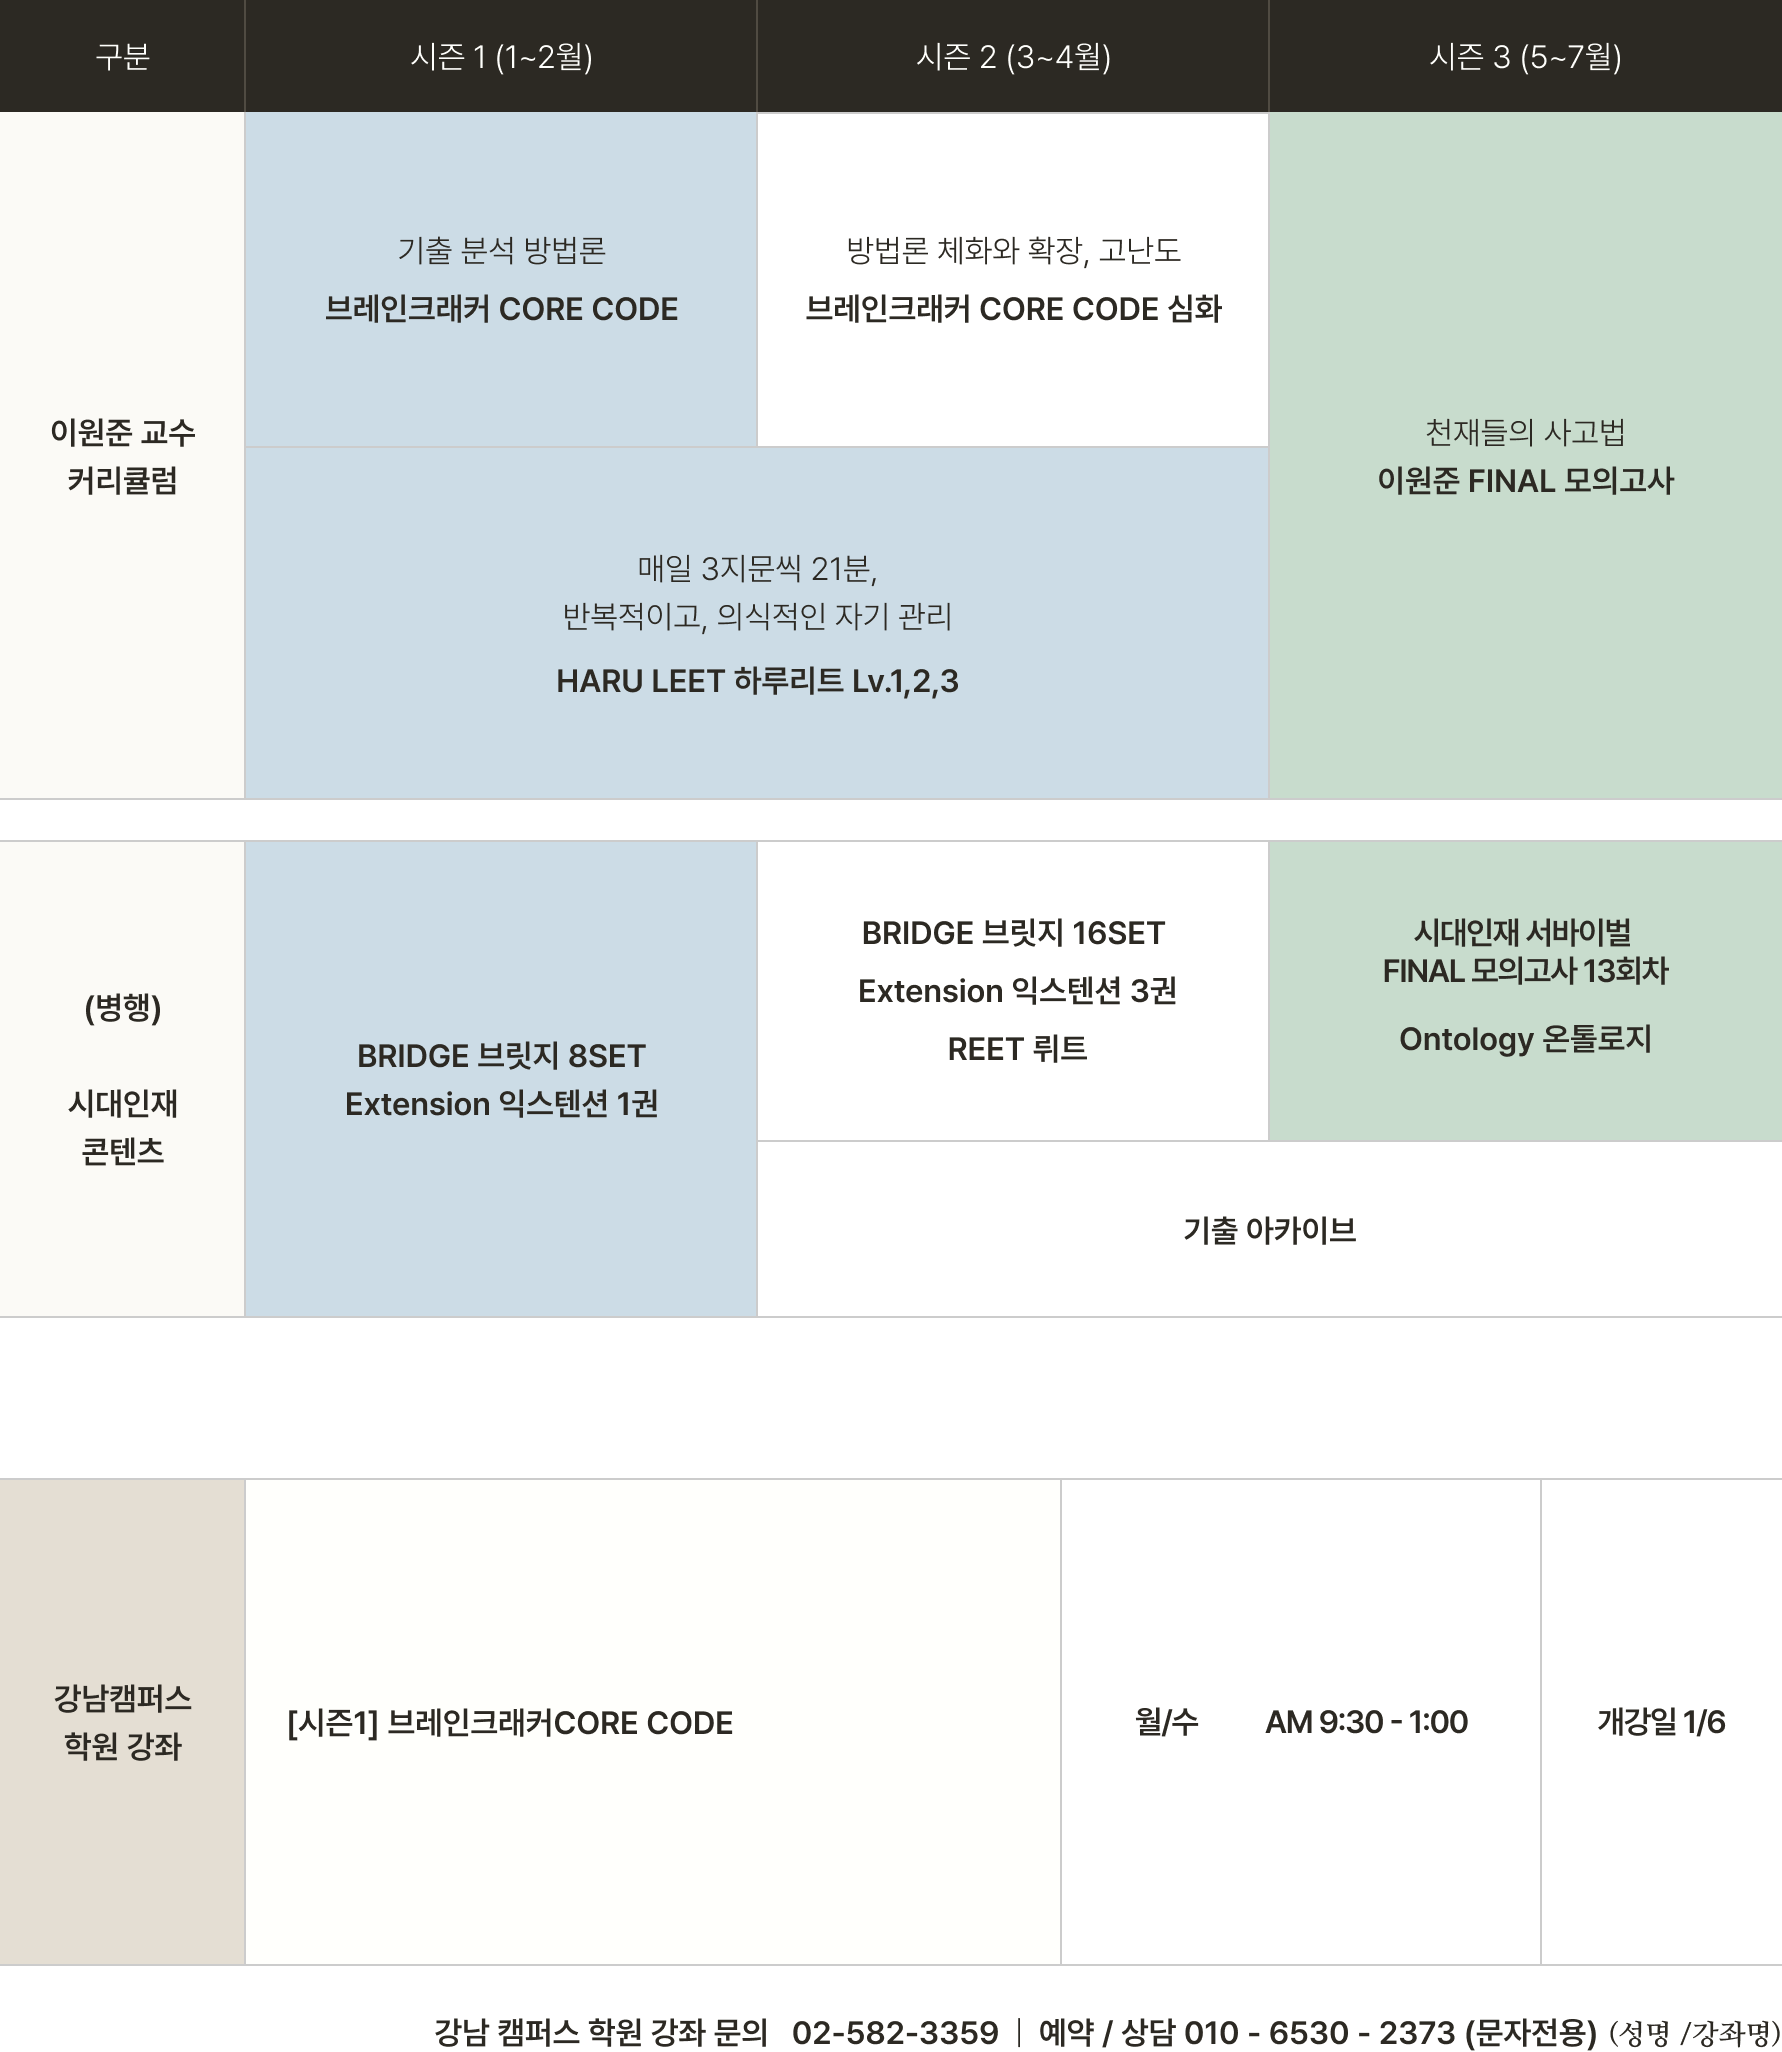 구분
시즌 1 (1~2월)
시즌 2 (3~4월)
시즌 3 (5~7월)
이원준 교수
커리큘럼
기출 분석 방법론
브레인크래커 CORE CODE
방법론 체화와 확장, 고난도
브레인크래커 CORE CODE 심화
매일 3지문씩 21분,
반복적이고, 의식적인 자기 관리
HARU LEET 하루리트 Lv.1,2,3
천재들의 사고법
이원준 FINAL 모의고사
(병행)
시대인재
콘텐츠
BRIDGE 브릿지 8SET
Extension 익스텐션 1권
BRIDGE 브릿지 16SET
Extension 익스텐션 3권
REET 뤼트
시대인재 서바이벌
FINAL 모의고사 13회차
Ontology 온톨로지
기출 아카이브
강남캠퍼스
학원 강좌
[시즌1] 브레인크래커CORE CODE
월/수 AM 9:30 - 1:00
개강일 1/6
강남 캠퍼스 학원 강좌 문의 02-582-3359 | 예약 / 상담 010 - 6530 - 2373 (문자전용) (성명 /강좌명)